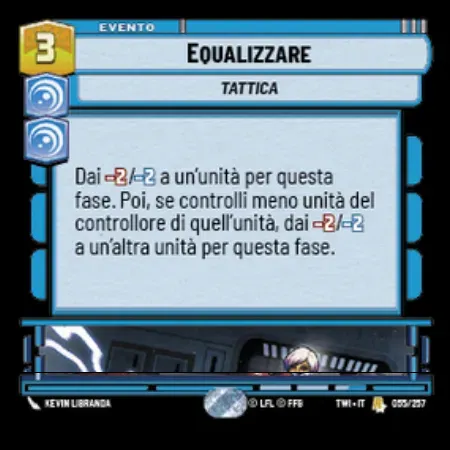 EVENTO
3
EQUALIZZARE
TATTICA
Dai -2/-2 a un'unità per questa
fase. Poi, se controlli meno unità del
controllore di quell'unità, dai -2/-2
a un'altra unità per questa fase.
KEVIN LIBRANDA © LFL © FFG TWI • IT 055/257